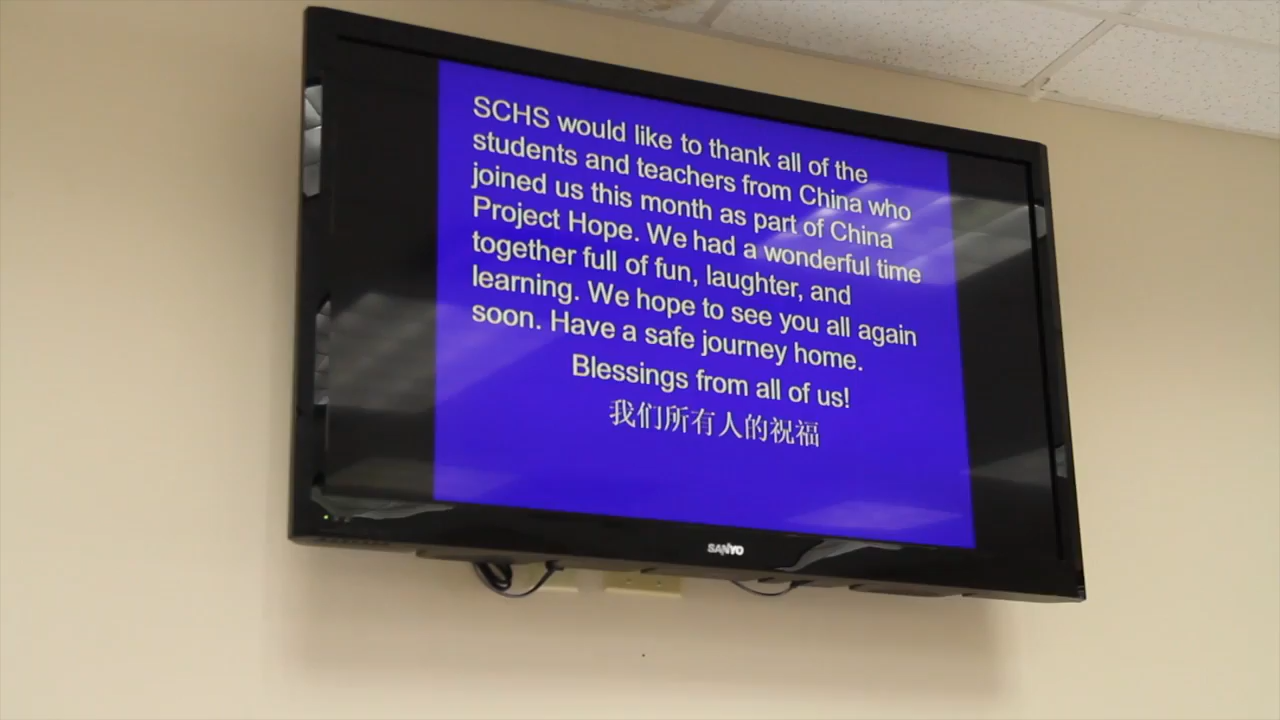 SCHS would like to thank all of the
students and teachers from China who
joined us this month as part of China
Project Hope. We had a wonderful time
together full of fun, laughter, and
learning. We hope to see you all again
soon. Have a safe journey home.
Blessings from all of us!
我们所有人的祝福
SANYO